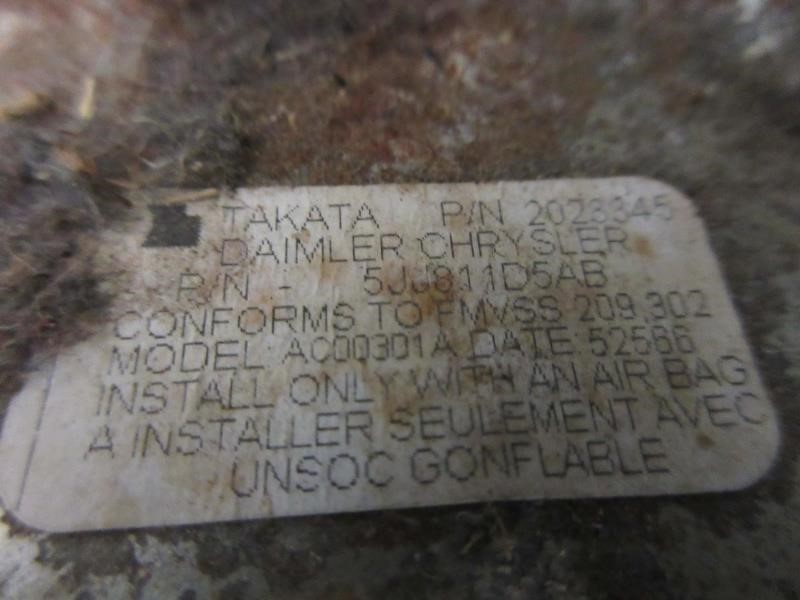 TAKATA P/N 2023345
DAIMLER CHRYSLER
P/N - 5JJ811D5AB
CONFORMS TO FMVSS 209,302
MODEL AC00301A DATE 52566
INSTALL ONLY WITH AN AIR BAG
A INSTALLER SEULEMENT AVEC
UNSOC GONFLABLE